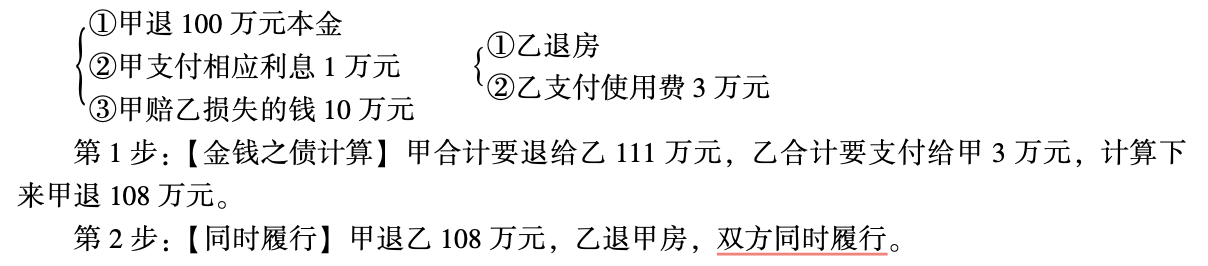 ①甲退 100 万元本金
②甲支付相应利息 1 万元
③甲赔乙损失的钱 10 万元
①乙退房
②乙支付使用费 3 万元
第 1 步：【金钱之债计算】甲合计要退给乙 111 万元，乙合计要支付给甲 3 万元，计算下
来甲退 108 万元。
第 2 步：【同时履行】甲退乙 108 万元，乙退甲房，双方同时履行。